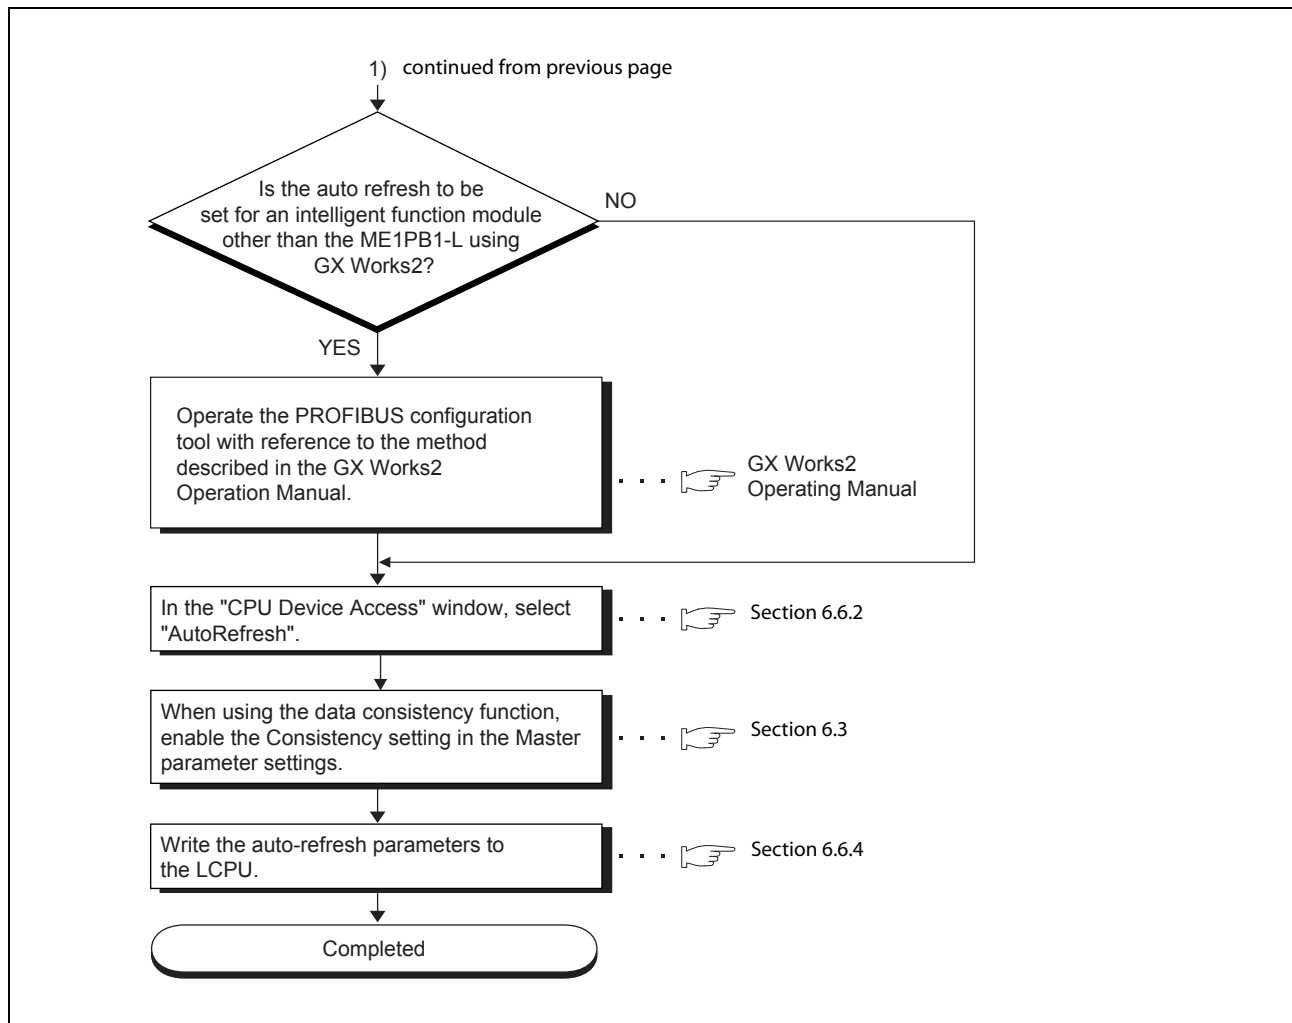 1) continued from previous page
Is the auto refresh to be
set for an intelligent function module
other than the ME1PB1-L using
GX Works2?
NO
YES
Operate the PROFIBUS configuration
tool with reference to the method
described in the GX Works2
Operation Manual.
GX Works2
Operating Manual
In the "CPU Device Access" window, select
"AutoRefresh".
Section 6.6.2
When using the data consistency function,
enable the Consistency setting in the Master
parameter settings.
Section 6.3
Write the auto-refresh parameters to
the LCPU.
Section 6.6.4
Completed